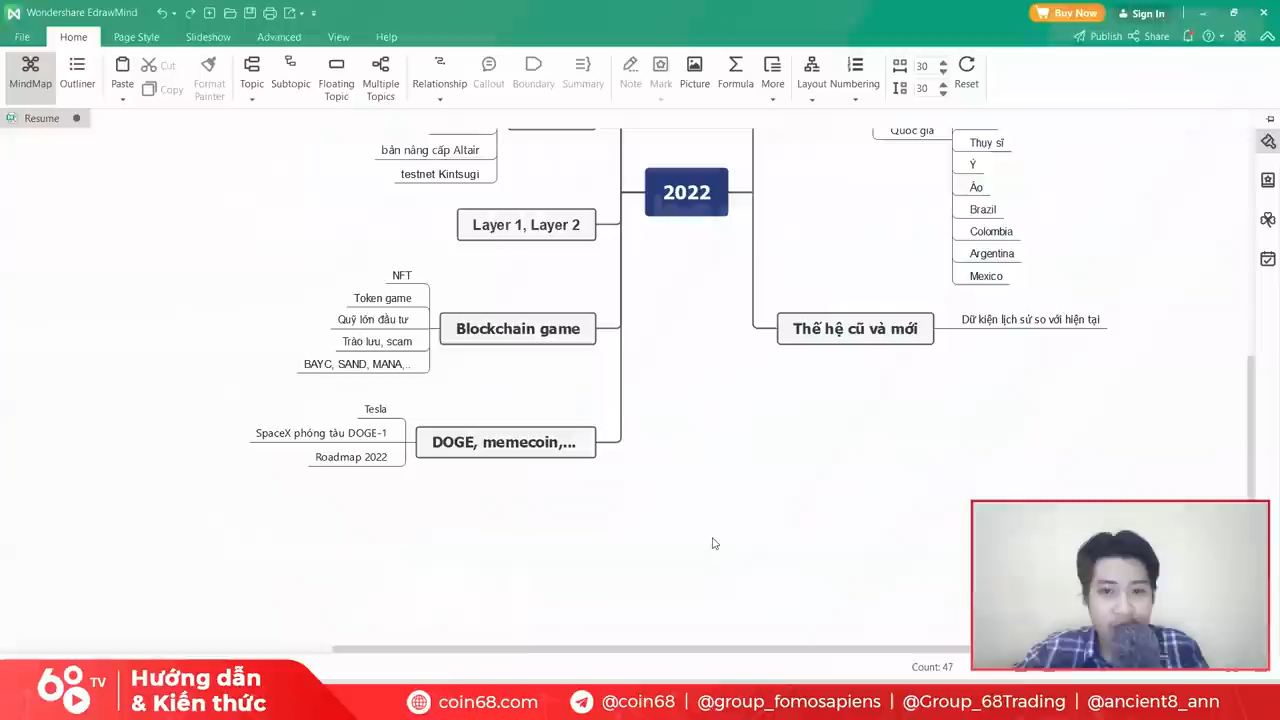 Wondershare EdrawMind
Buy Now
Sign In
File
Home
Page Style
Slideshow
Advanced
View
Help
Publish
Share
MindMap
Outliner
Paste
Cut
Copy
Format
Painter
Topic
Subtopic
Floating
Topic
Multiple
Topics
Relationship
Callout
Boundary
Summary
Note
Mark
Picture
Formula
More
Layout
Numbering
30
30
Reset
Resume
bản nâng cấp Altair
testnet Kintsugi
2022
Layer 1, Layer 2
NFT
Token game
Quỹ lớn đầu tư
Trào lưu, scam
BAYC, SAND, MANA,..
Blockchain game
Tesla
SpaceX phóng tàu DOGE-1
Roadmap 2022
DOGE, memecoin,...
Quốc gia
Thụy sĩ
Ý
Áo
Brazil
Colombia
Argentina
Mexico
Thế hệ cũ và mới
Dữ kiện lịch sử so với hiện tại
Count: 47
68 TV
Hướng dẫn
& Kiến thức
coin68.com
@coin68 | @group_fomosapiens | @Group_68Trading | @ancient8_ann